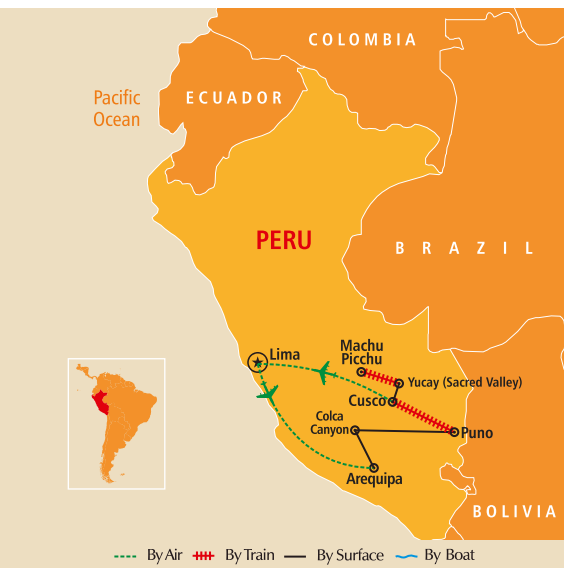 COLOMBIA
Pacific
Ocean
ECUADOR
PERU
BRAZIL
Lima
Machu
Picchu
Yucay (Sacred Valley)
Cusco
Colca
Canyon
Puno
Arequipa
BOLIVIA
By Air By Train By Surface By Boat